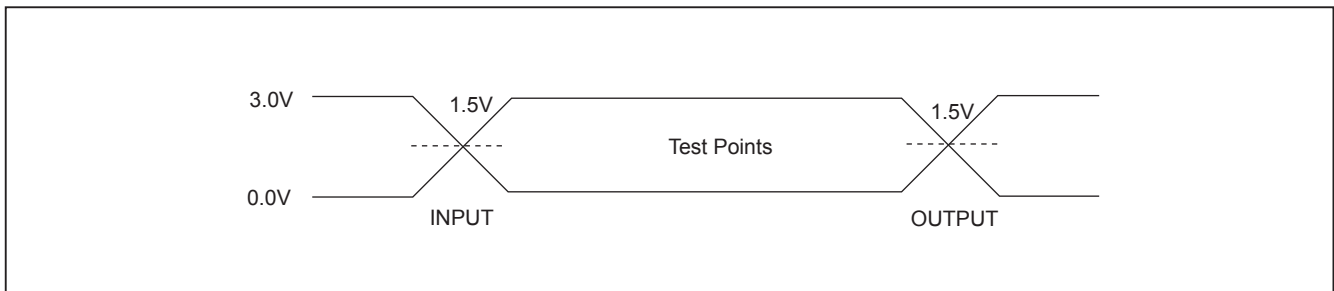 3.0V
1.5V
1.5V
Test Points
0.0V
INPUT
OUTPUT